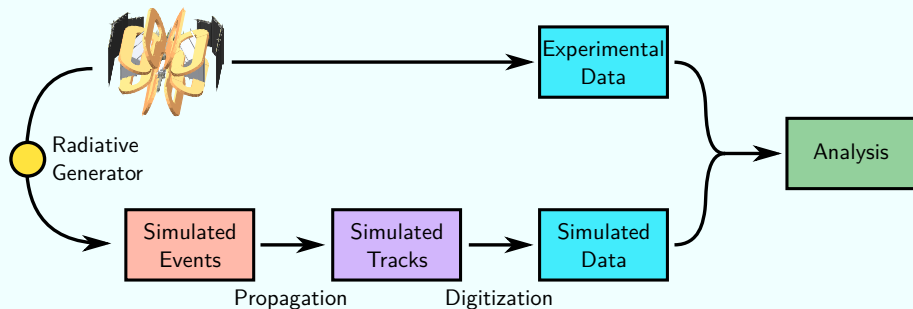 Experimental
Data
Radiative
Generator
Analysis
Simulated
Events
Simulated
Tracks
Simulated
Data
Propagation
Digitization